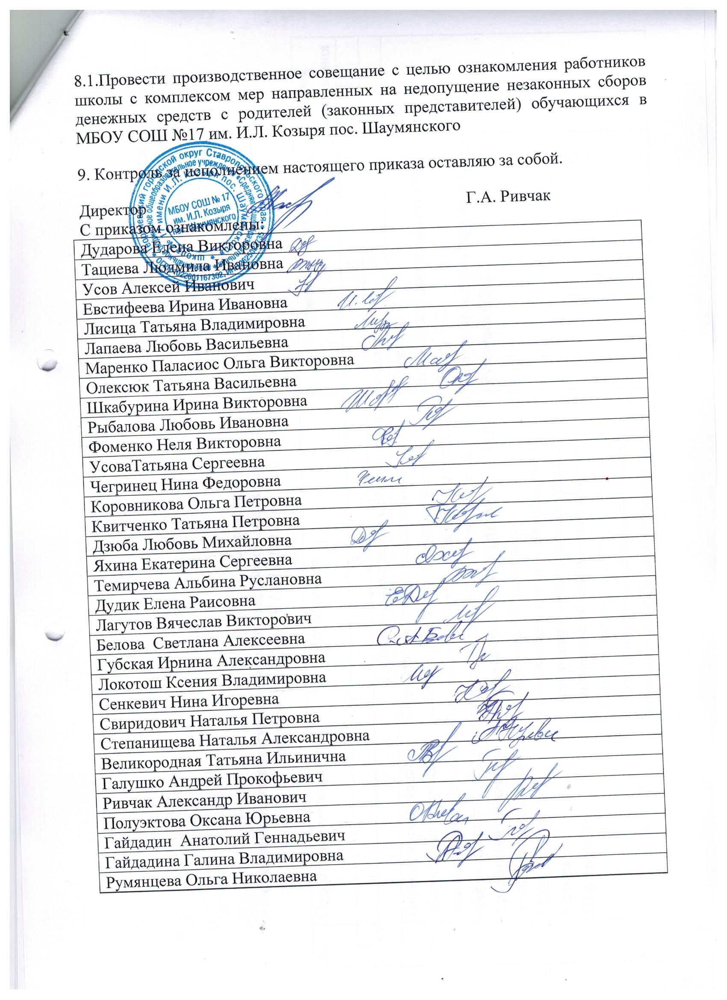 8.1.Провести производственное совещание с целью ознакомления работников
школы с комплексом мер направленных на недопущение незаконных сборов
денежных средств с родителей (законных представителей) обучающихся в
МБОУ СОШ №17 им. И.Л. Козыря пос. Шаумянского
9. Контроль за исполнением настоящего приказа оставляю за собой.
Директор Г.А. Ривчак
МБОУ СОШ № 17
им. И.Л. Козыря
пос. Шаумянского
С приказом ознакомлены:
Дударова Елена Викторовна
Тациева Людмила Ивановна
Усов Алексей Иванович
Евстифеева Ирина Ивановна
Лисица Татьяна Владимировна
Лапаева Любовь Васильевна
Маренко Паласиос Ольга Викторовна
Олексюк Татьяна Васильевна
Шкабурина Ирина Викторовна
Рыбалова Любовь Ивановна
Фоменко Неля Викторовна
УсоваТатьяна Сергеевна
Чегринец Нина Федоровна
Коровникова Ольга Петровна
Квитченко Татьяна Петровна
Дзюба Любовь Михайловна
Яхина Екатерина Сергеевна
Темирчева Альбина Руслановна
Дудик Елена Раисовна
Лагутов Вячеслав Викторович
Белова Светлана Алексеевна
Губская Ирнина Александровна
Локотош Ксения Владимировна
Сенкевич Нина Игоревна
Свиридович Наталья Петровна
Степанищева Наталья Александровна
Великородная Татьяна Ильинична
Галушко Андрей Прокофьевич
Ривчак Александр Иванович
Полуэктова Оксана Юрьевна
Гайдадин Анатолий Геннадьевич
Гайдадина Галина Владимировна
Румянцева Ольга Николаевна